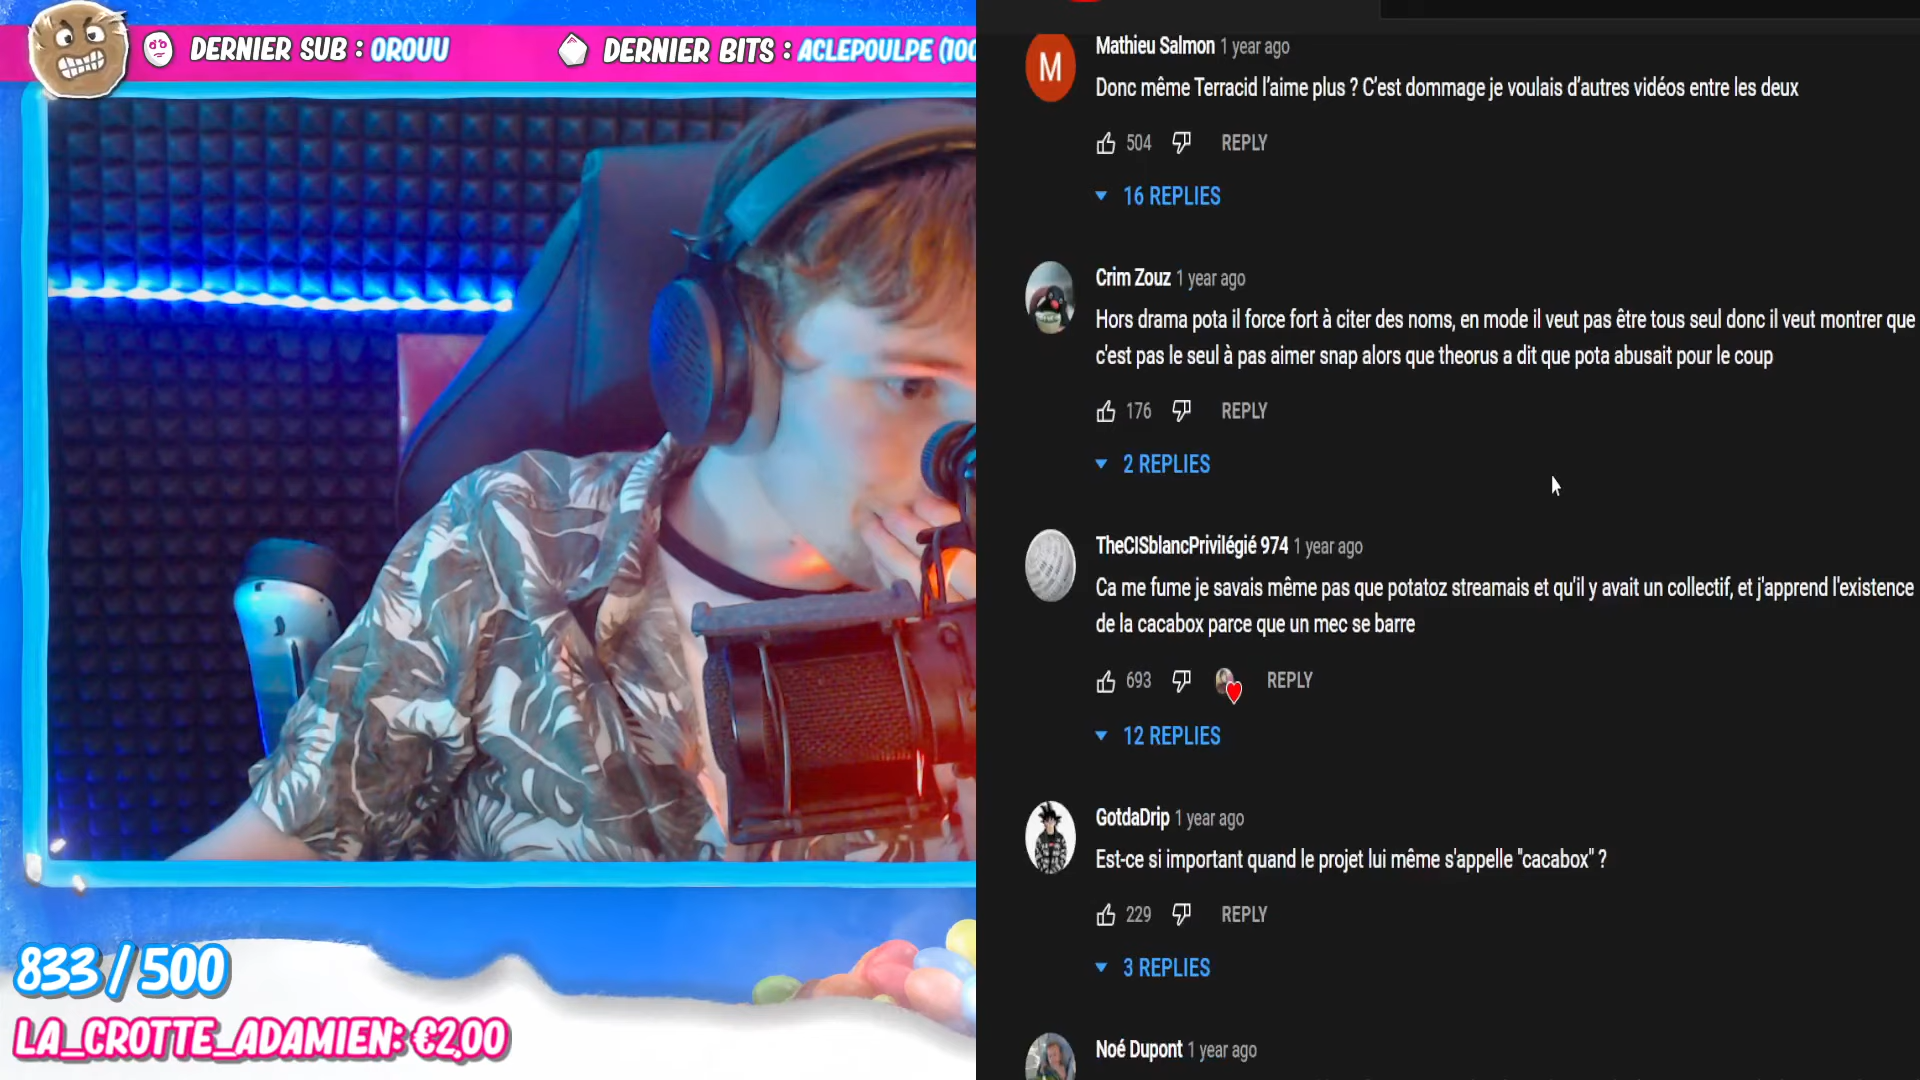 DERNIER SUB : OROUU
DERNIER BITS : ACLEPOULPE (100
833 / 500
LA_CROTTE_ADAMIEN: €2,00
M
Mathieu Salmon 1 year ago
Donc même Terracid l'aime plus ? C'est dommage je voulais d'autres vidéos entre les deux
504 REPLY
16 REPLIES
Crim Zouz 1 year ago
Hors drama pota il force fort à citer des noms, en mode il veut pas être tous seul donc il veut montrer que
c'est pas le seul à pas aimer snap alors que theorus a dit que pota abusait pour le coup
176 REPLY
2 REPLIES
TheCISblancPrivilégié 974 1 year ago
Ca me fume je savais même pas que potatoz streamais et qu'il y avait un collectif, et j'apprend l'existence
de la cacabox parce que un mec se barre
693 REPLY
12 REPLIES
GotdaDrip 1 year ago
Est-ce si important quand le projet lui même s'appelle "cacabox" ?
229 REPLY
3 REPLIES
Noé Dupont 1 year ago